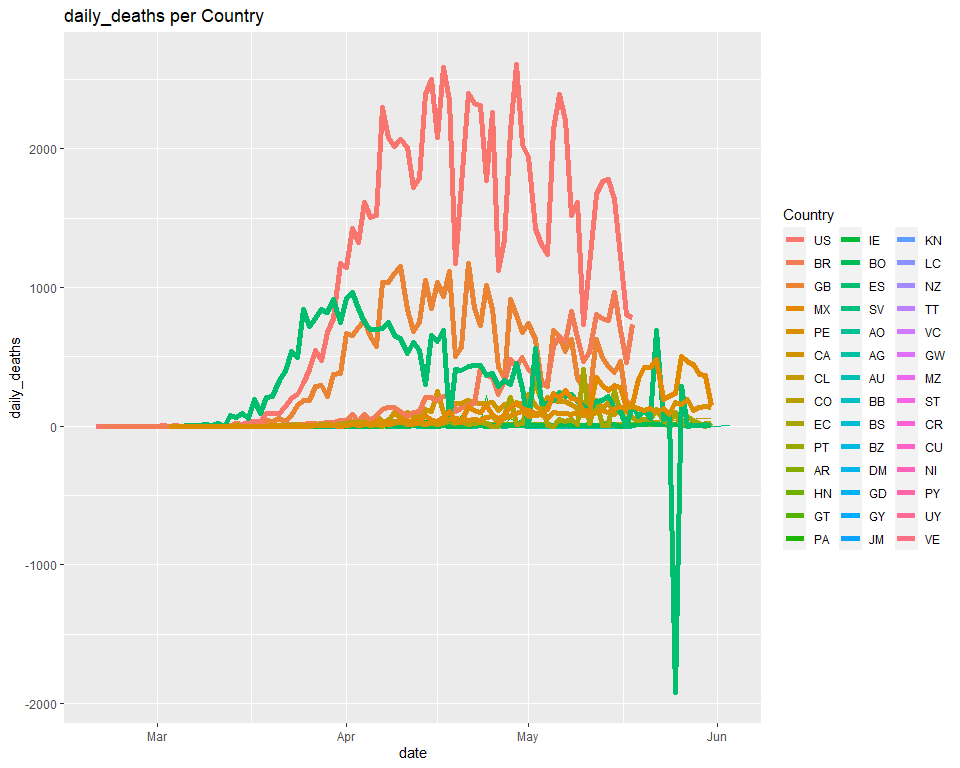 daily_deaths per Country
2000
1000
0
-1000
-2000
daily_deaths
Mar
Apr
May
Jun
date
Country
US
BR
GB
MX
PE
CA
CL
CO
EC
PT
AR
HN
GT
PA
IE
BO
ES
SV
AO
AG
AU
BB
BS
BZ
DM
GD
GY
JM
KN
LC
NZ
TT
VC
GW
MZ
ST
CR
CU
NI
PY
UY
VE